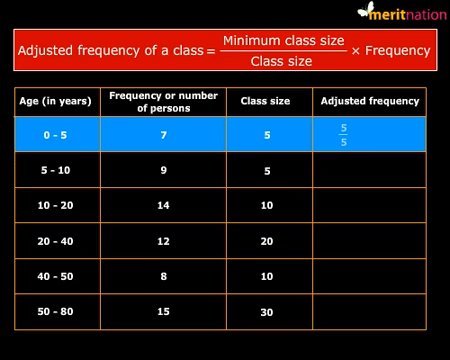 meritnation
Adjusted frequency of a class = Minimum class size / Class size × Frequency
Age (in years) Frequency or number of persons Class size Adjusted frequency
0 - 5 7 5 5/5
5 - 10 9 5
10 - 20 14 10
20 - 40 12 20
40 - 50 8 10
50 - 80 15 30